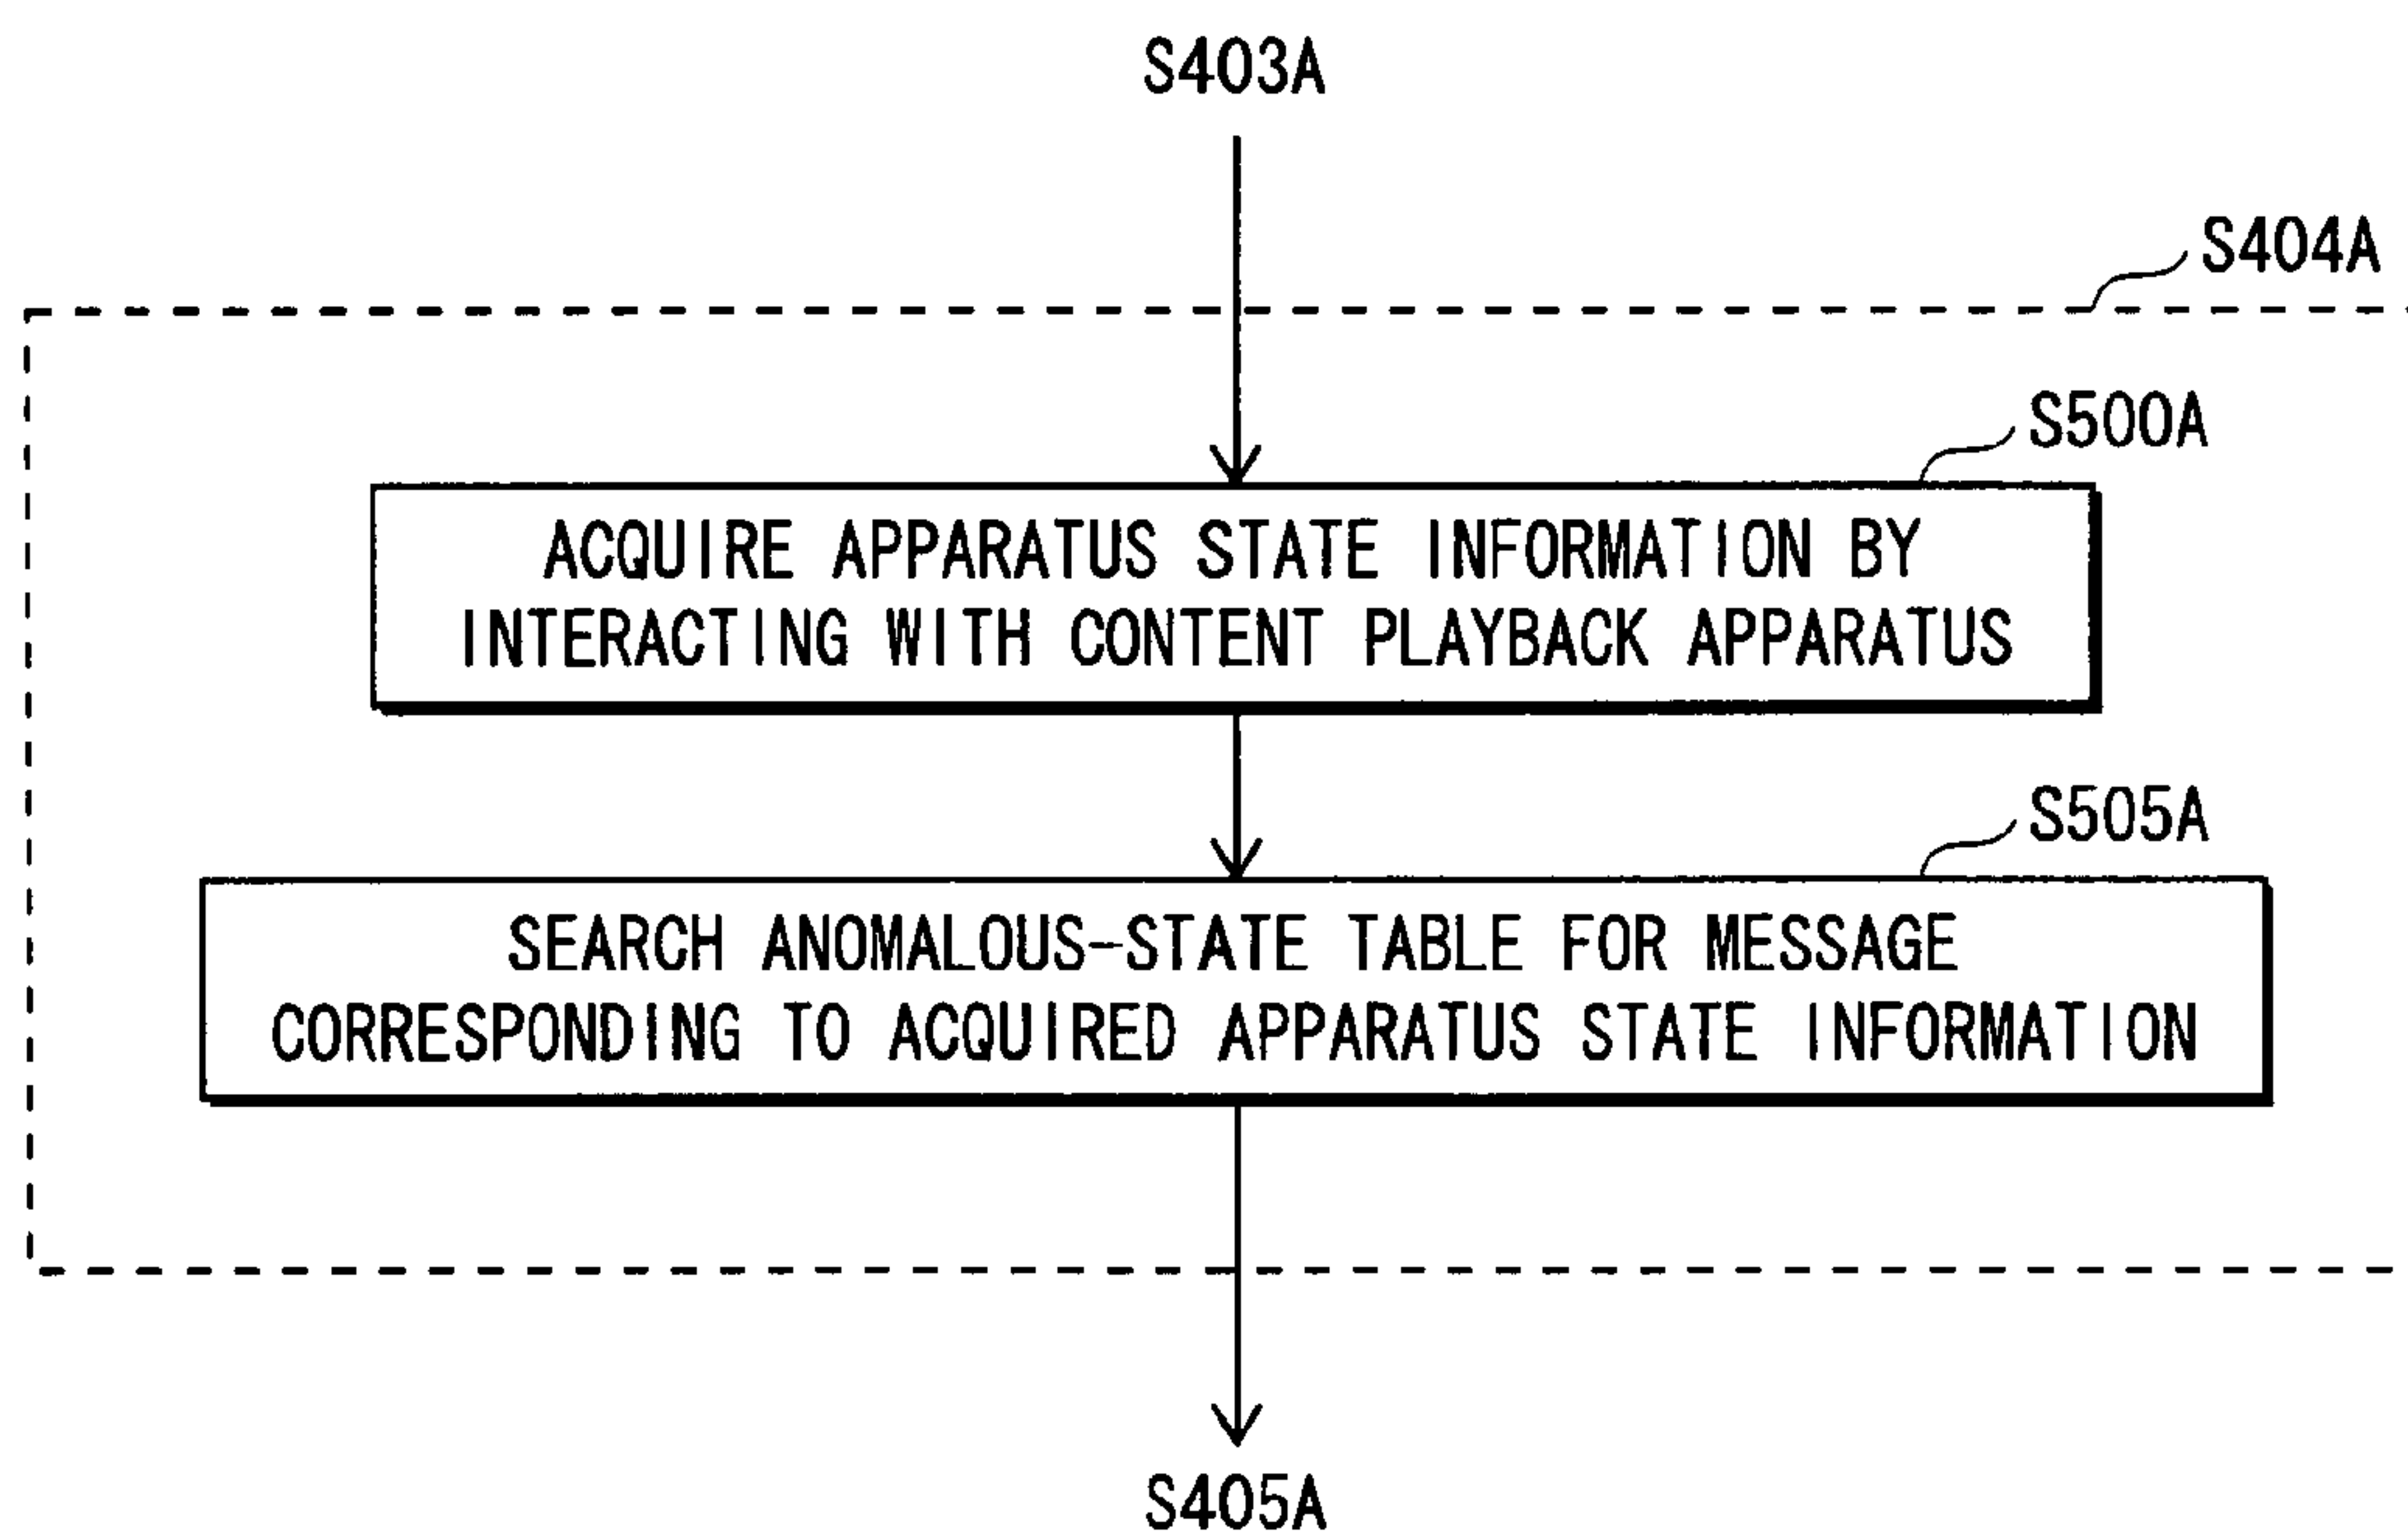 S403A
S404A
S500A
ACQUIRE APPARATUS STATE INFORMATION BY
INTERACTING WITH CONTENT PLAYBACK APPARATUS
S505A
SEARCH ANOMALOUS-STATE TABLE FOR MESSAGE
CORRESPONDING TO ACQUIRED APPARATUS STATE INFORMATION
S405A